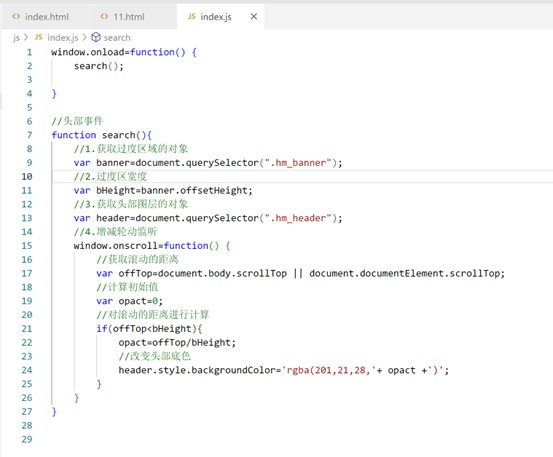 index.html
11.html
JS index.js
js > JS index.js > search
1 window.onload=function() {
2 search();
3
4 }
5
6 //头部事件
7 function search(){
8 //1.获取过度区域的对象
9 var banner=document.querySelector(".hm_banner");
10 //2.过度区宽度
11 var bHeight=banner.offsetHeight;
12 //3.获取头部图层的对象
13 var header=document.querySelector(".hm_header");
14 //4.增减轮动监听
15 window.onscroll=function() {
16 //获取滚动的距离
17 var offTop=document.body.scrollTop || document.documentElement.scrollTop;
18 //计算初始值
19 var opact=0;
20 //对滚动的距离进行计算
21 if(offTop<bHeight){
22 opact=offTop/bHeight;
23 //改变头部底色
24 header.style.backgroundColor='rgba(201,21,28,'+ opact +')';
25 }
26 }
27 }
28
29